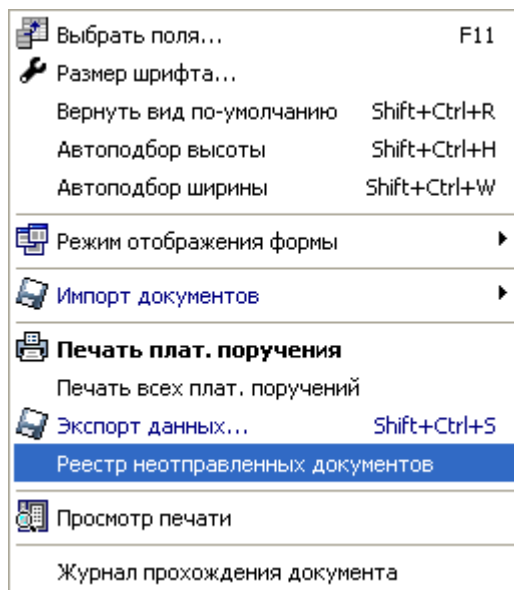 Выбрать поля... F11
Размер шрифта...
Вернуть вид по-умолчанию Shift+Ctrl+R
Автоподбор высоты Shift+Ctrl+H
Автоподбор ширины Shift+Ctrl+W
Режим отображения формы
Импорт документов
Печать плат. поручения
Печать всех плат. поручений
Экспорт данных... Shift+Ctrl+S
Реестр неотправленных документов
Просмотр печати
Журнал прохождения документа